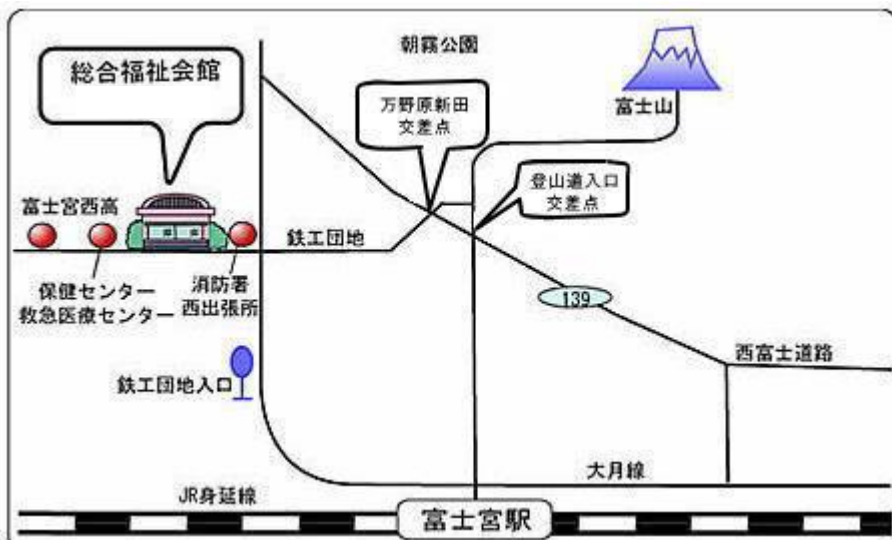 総合福祉会館
朝霧公園
万野原新田
交差点
富士山
登山道入口
交差点
富士宮西高
鉄工団地
保健センター
救急医療センター
消防署
西出張所
139
西富士道路
鉄工団地入口
大月線
JR身延線
富士宮駅